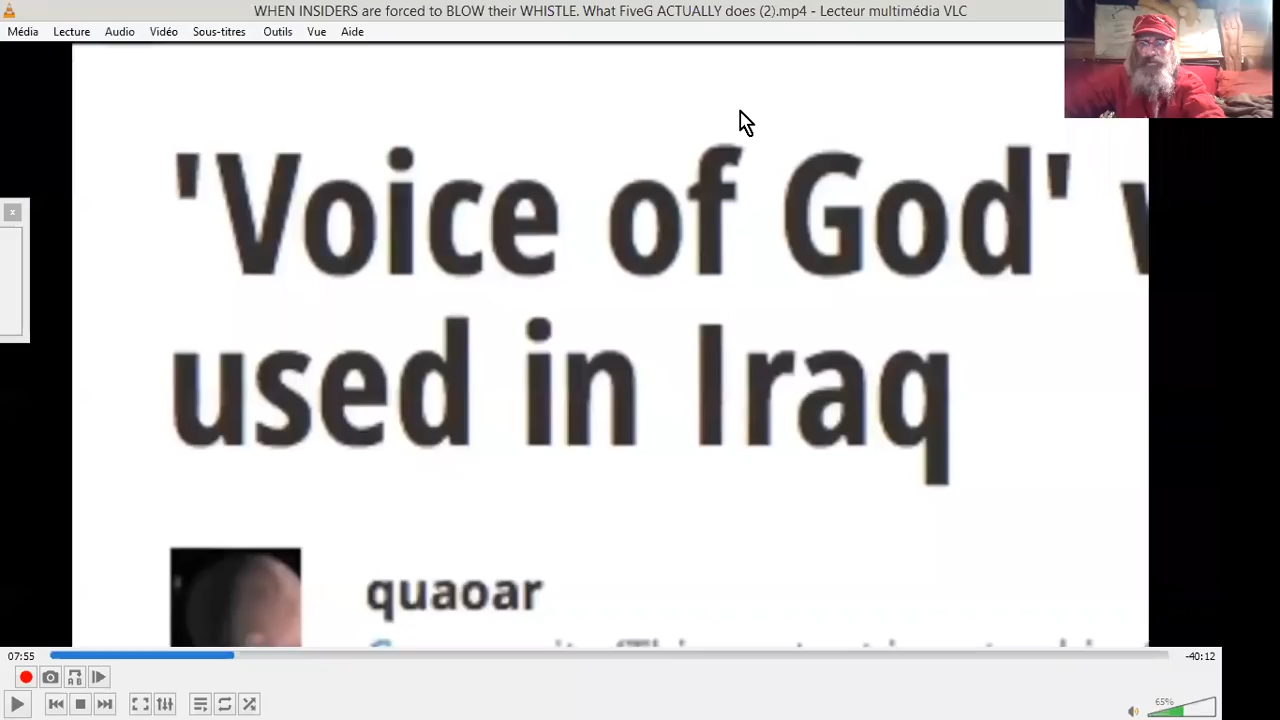 WHEN INSIDERS are forced to BLOW their WHISTLE. What FiveG ACTUALLY does (2).mp4 - Lecteur multimédia VLC
Média Lecture Audio Vidéo Sous-titres Outils Vue Aide
'Voice of God'
used in Iraq
quaoar
07:55
-40:12
65%